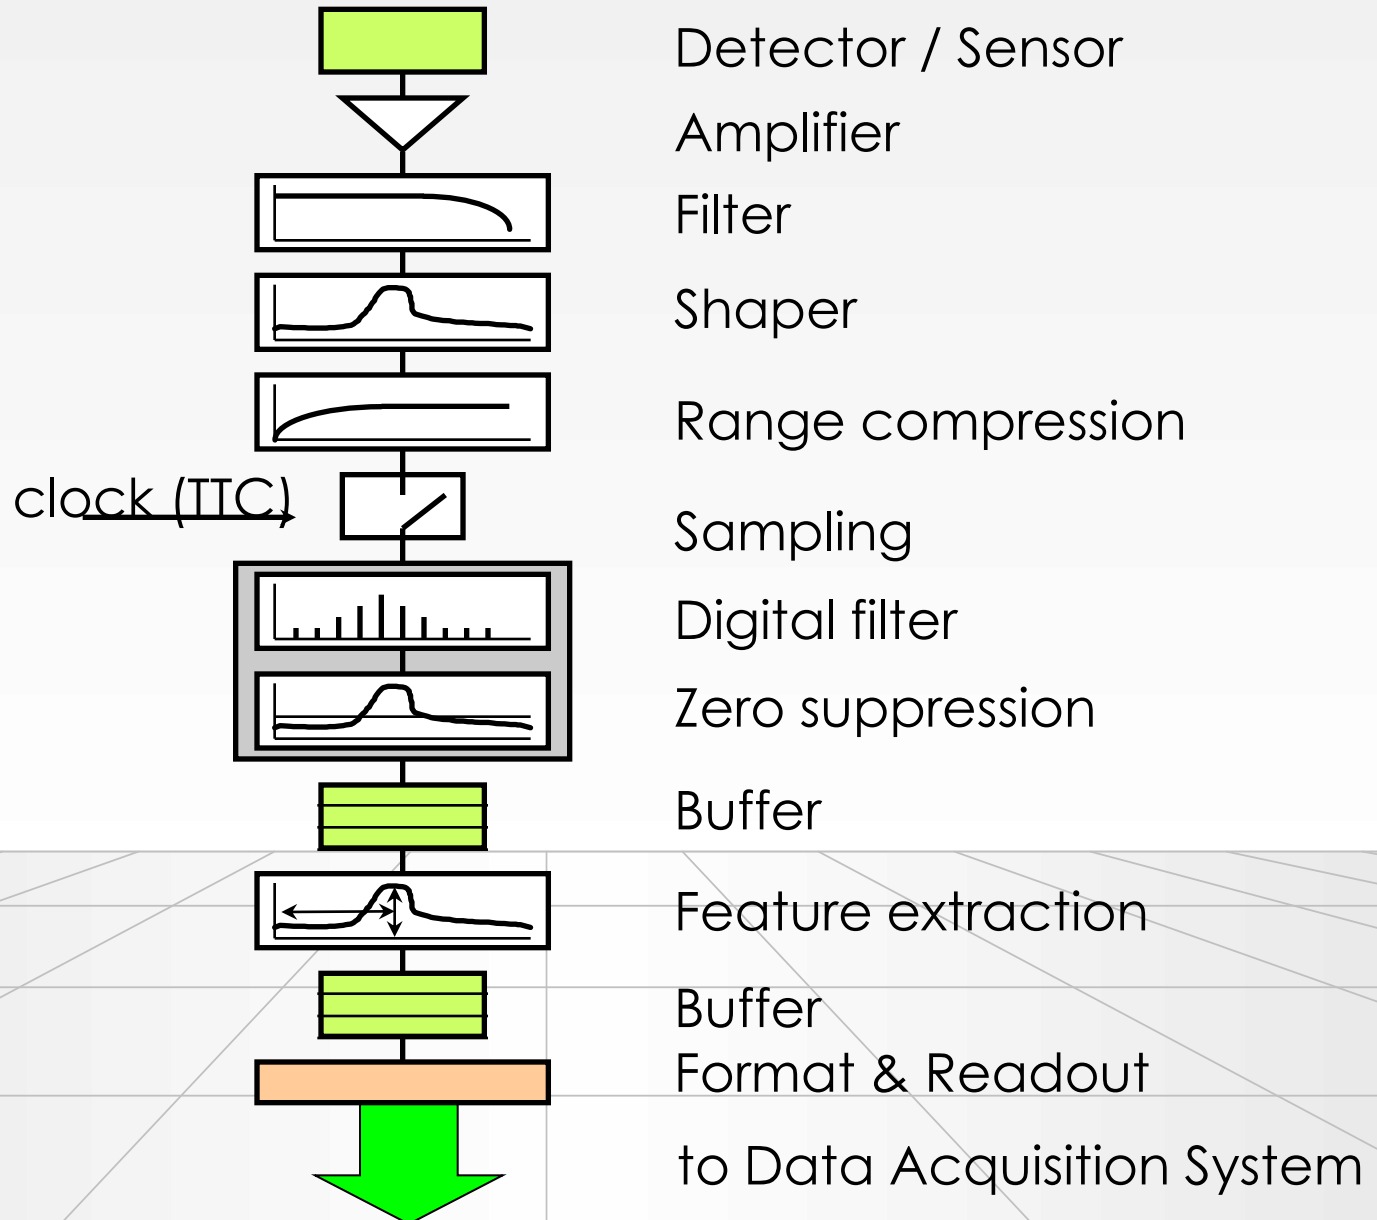 Detector / Sensor
Amplifier
Filter
Shaper
Range compression
clock (TTC)
Sampling
Digital filter
Zero suppression
Buffer
Feature extraction
Buffer
Format & Readout
to Data Acquisition System